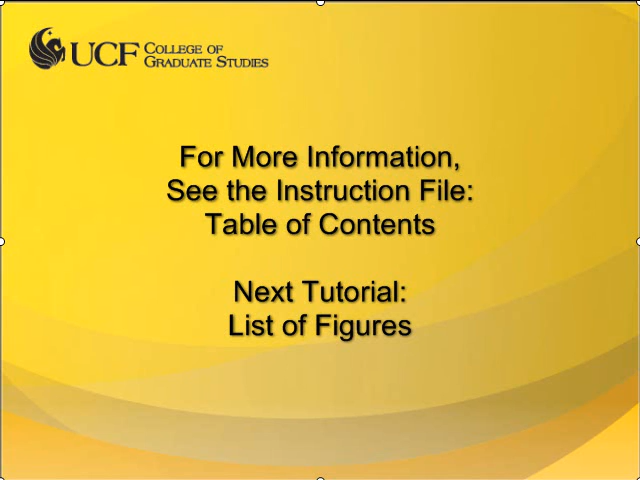 UCF College of
Graduate Studies
For More Information,
See the Instruction File:
Table of Contents
Next Tutorial:
List of Figures